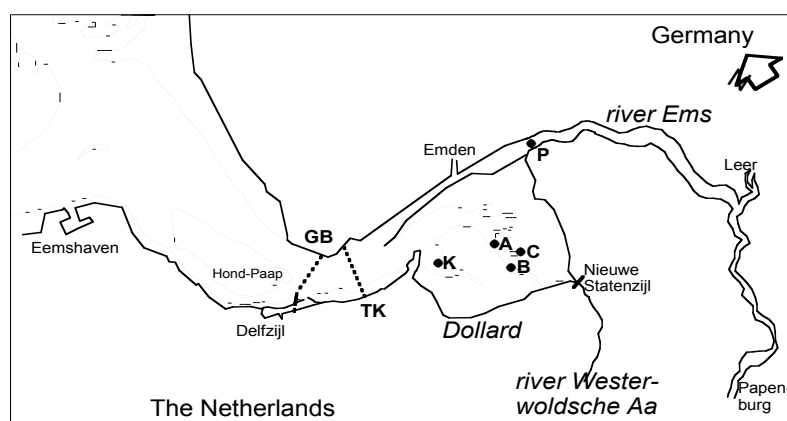 Germany
river Ems
Emden
P
Leer
GB
Eemshaven
A
C
Hond-Paap
K
B
Nieuwe
Statenzijl
TK
Delfzijl
Dollard
river Wester-
woldsche Aa
Papen-
burg
The Netherlands